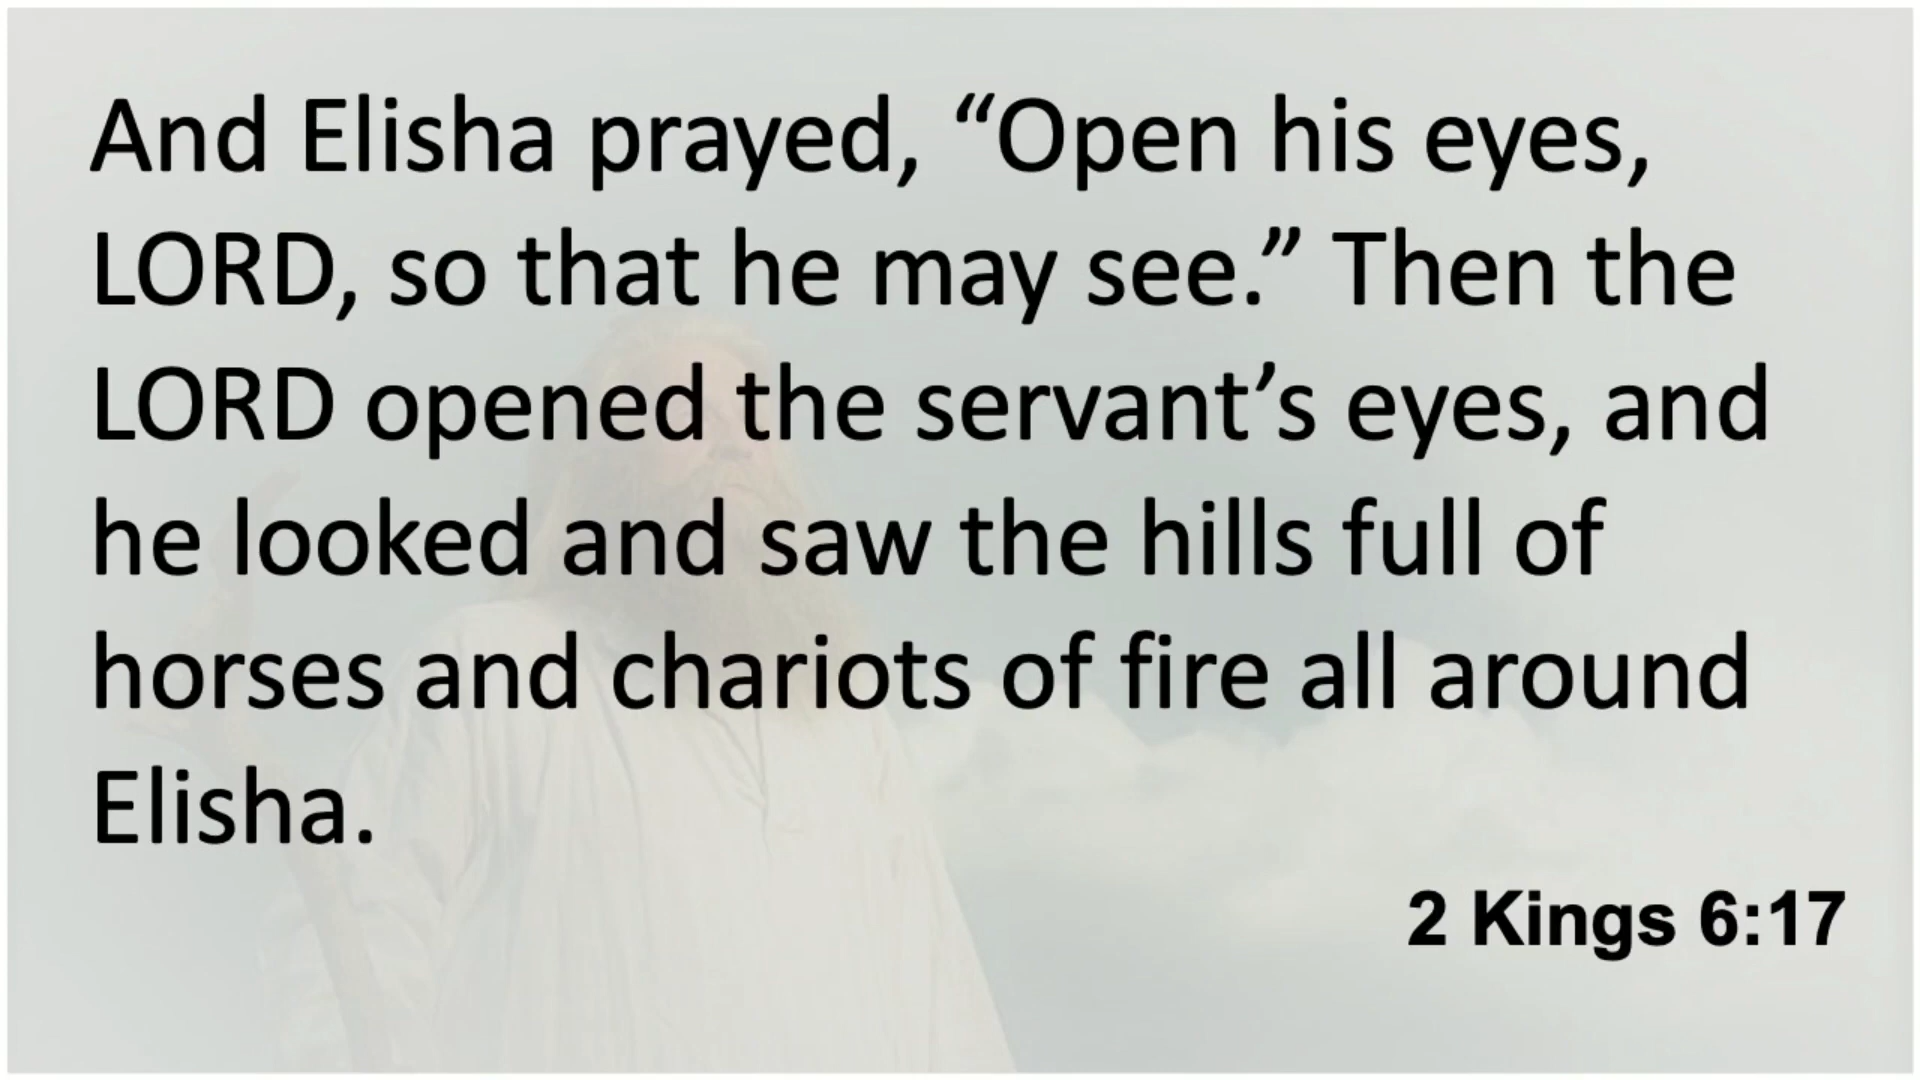 And Elisha prayed, “Open his eyes,
LORD, so that he may see.” Then the
LORD opened the servant’s eyes, and
he looked and saw the hills full of
horses and chariots of fire all around
Elisha.
2 Kings 6:17